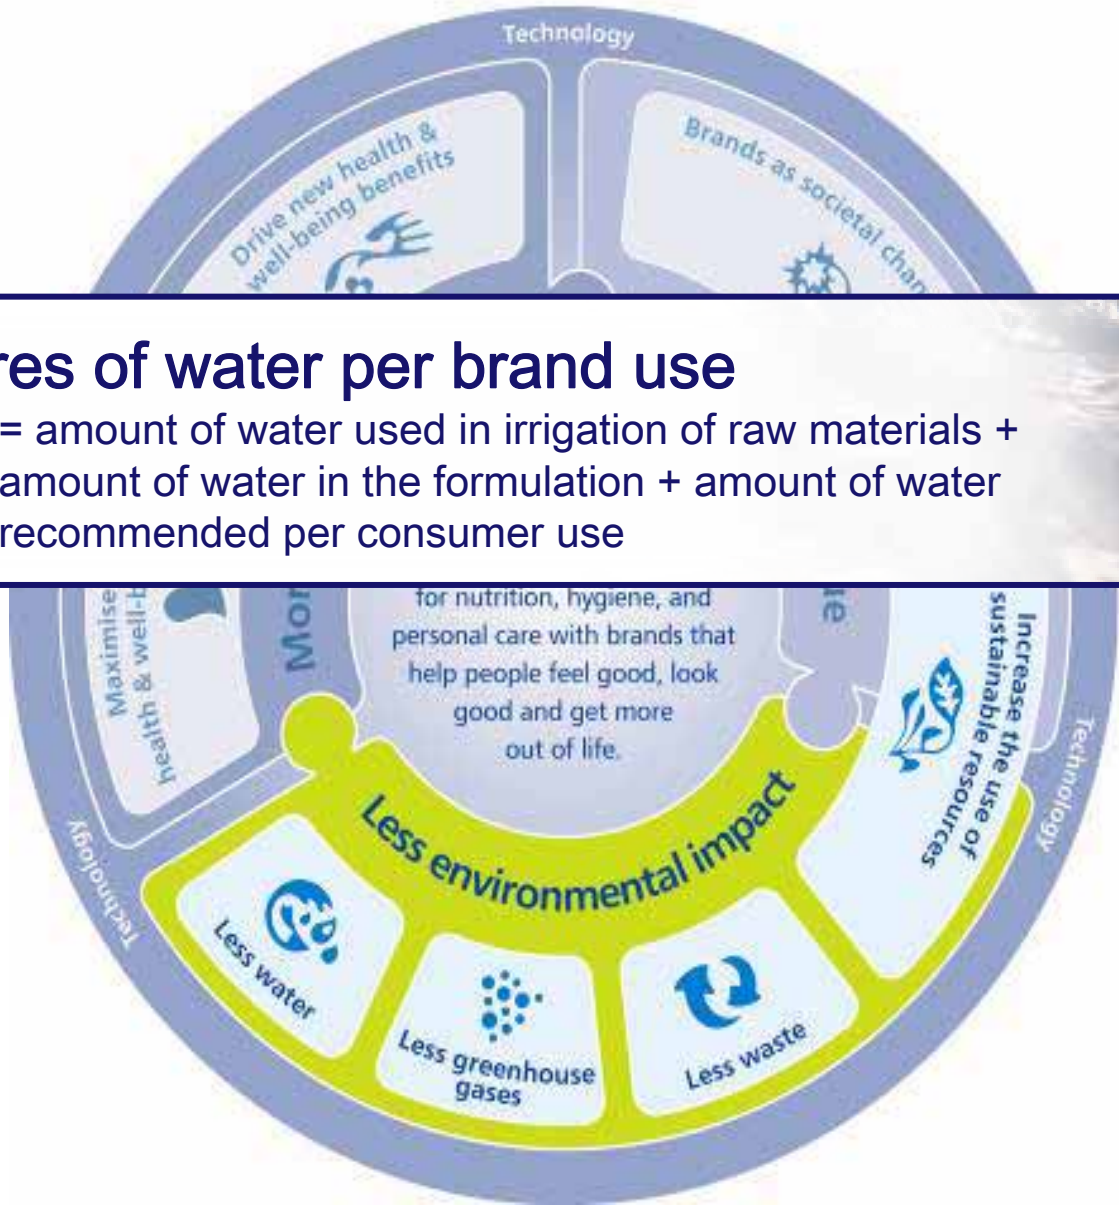 Technology
Drive new health &
well-being benefits
Brands as societal chan
res of water per brand use
= amount of water used in irrigation of raw materials +
amount of water in the formulation + amount of water
recommended per consumer use
Maximise
health & well-b
Mor
for nutrition, hygiene, and
personal care with brands that
help people feel good, look
good and get more
out of life.
ue
Increase the use of
sustainable resources
Technology
Technology
Less environmental impact
Less water
Less greenhouse
gases
Less waste